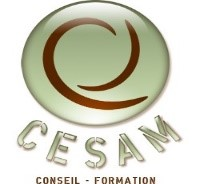 CESAM
CONSEIL - FORMATION